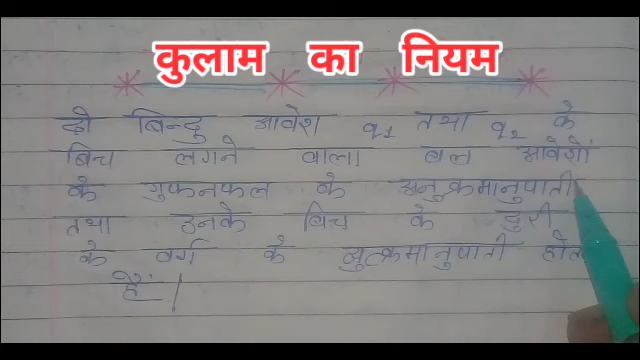 कुलाम का नियम
दो बिन्दु आवेश q1 तथा q2 के
बिच लगने वाला बल आवेशों
के गुणनफल के अनुक्रमानुपाती
तथा उनके बिच के दुरी
के वर्ग के व्युत्क्रमानुपाती होता
है।